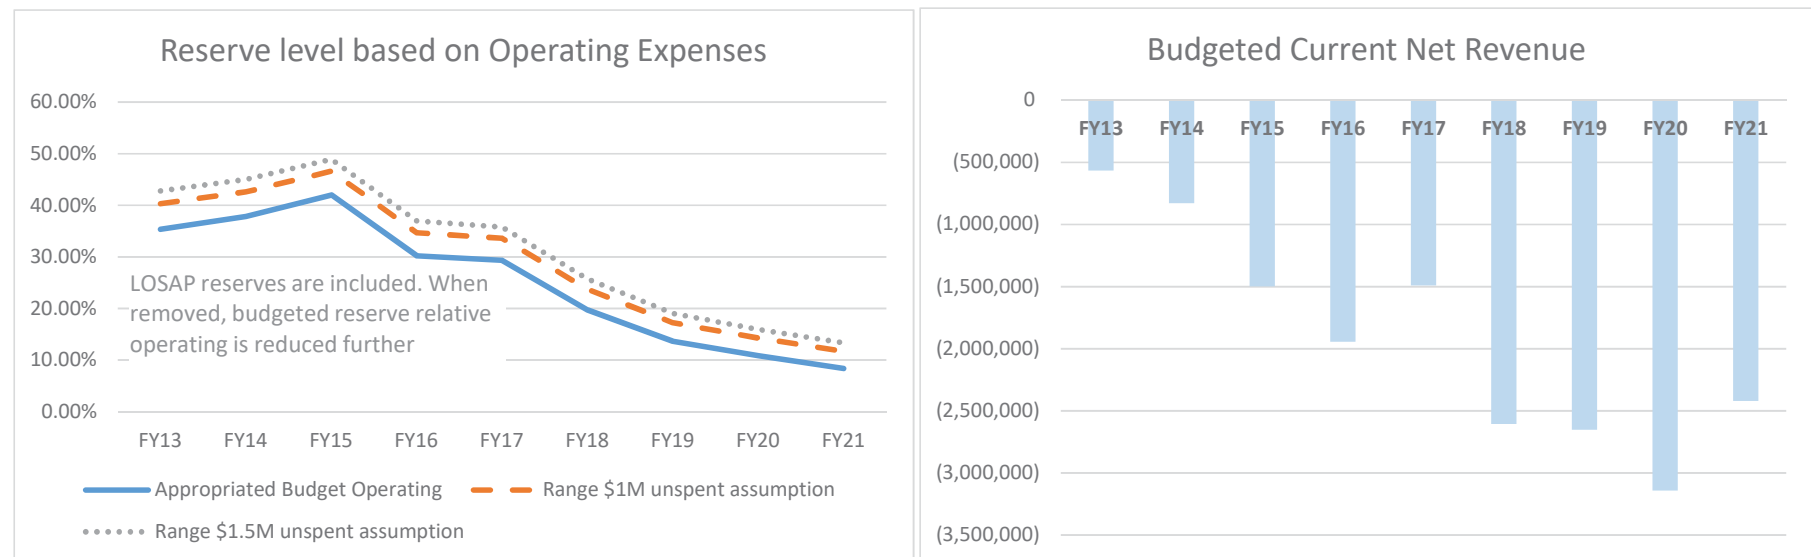 Reserve level based on Operating Expenses
60.00%
50.00%
40.00%
30.00%
20.00%
10.00%
0.00%
LOSAP reserves are included. When
removed, budgeted reserve relative
operating is reduced further
FY13 FY14 FY15 FY16 FY17 FY18 FY19 FY20 FY21
Appropriated Budget Operating Range $1M unspent assumption
Range $1.5M unspent assumption
Budgeted Current Net Revenue
0
FY13 FY14 FY15 FY16 FY17 FY18 FY19 FY20 FY21
(500,000)
(1,000,000)
(1,500,000)
(2,000,000)
(2,500,000)
(3,000,000)
(3,500,000)